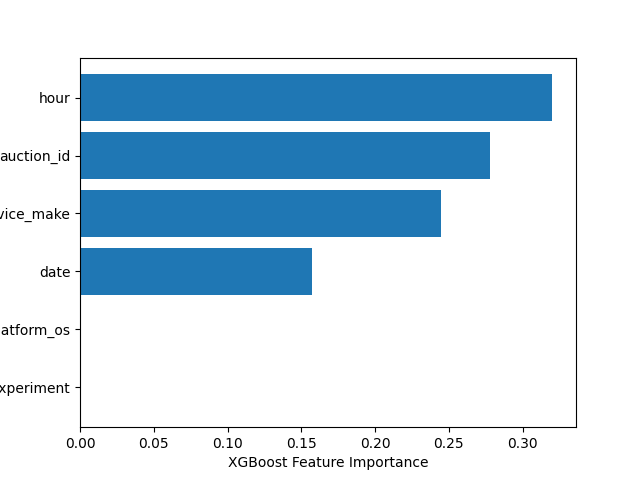 hour
auction_id
vice_make
date
atform_os
xperiment
0.00 0.05 0.10 0.15 0.20 0.25 0.30
XGBoost Feature Importance